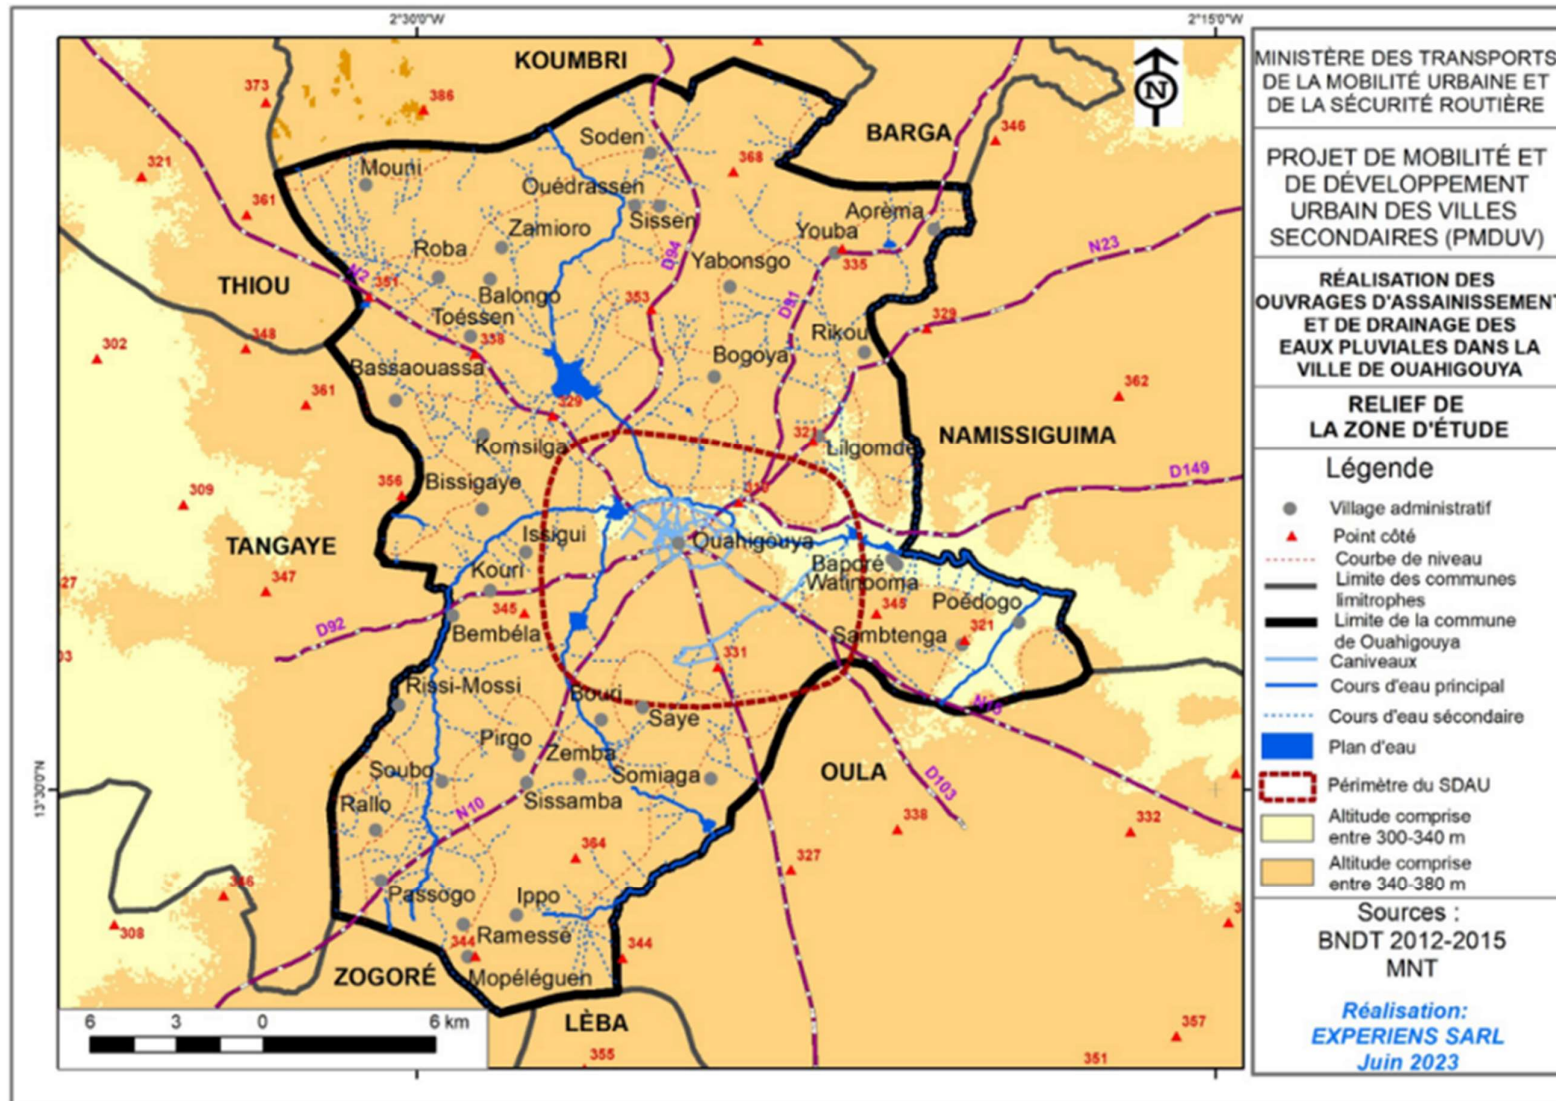 2°30'0"W
2°15'0"W
13°30'0"N
KOUMBRI
BARGA
THIOU
NAMISSIGUIMA
TANGAYE
OULA
ZOGORÉ
LÈBA
373
386
321
361
368
346
Soden
Mouni
Ouédrassen
Sissen
Zamioro
Roba
Balongo
Toéssen
Aorèma
Youba
335
Yabonsgo
N2
351
D94
353
D81
N23
329
Rikou
302
348
338
Bassaouassa
Bogoya
361
362
329
321
Lilgomde
Komsilga
Bissigaye
356
309
D149
Issigui
Ouahigouya
Kouri
347
345
D92
Bembéla
Bapore
Watinooma
Poédogo
345
Sambtenga
321
331
Rissi-Mossi
Bouri
Saye
Pirgo
Zemba
Somiaga
Soubo
Sissamba
Rallo
N10
D103
338
332
364
327
Passogo
Ippo
346
308
Ramesse
344
344
Mopéléguen
357
355
351
6 3 0 6 km
N
MINISTÈRE DES TRANSPORTS
DE LA MOBILITÉ URBAINE ET
DE LA SÉCURITÉ ROUTIÈRE
PROJET DE MOBILITÉ ET
DE DÉVELOPPEMENT
URBAIN DES VILLES
SECONDAIRES (PMDUV)
RÉALISATION DES
OUVRAGES D'ASSAINISSEMENT
ET DE DRAINAGE DES
EAUX PLUVIALES DANS LA
VILLE DE OUAHIGOUYA
RELIEF DE
LA ZONE D'ÉTUDE
Légende
Village administratif
Point côté
Courbe de niveau
Limite des communes
limitrophes
Limite de la commune
de Ouahigouya
Caniveaux
Cours d'eau principal
Cours d'eau sécondaire
Plan d'eau
Périmètre du SDAU
Altitude comprise
entre 300-340 m
Altitude comprise
entre 340-380 m
Sources :
BNDT 2012-2015
MNT
Réalisation:
EXPERIENS SARL
Juin 2023